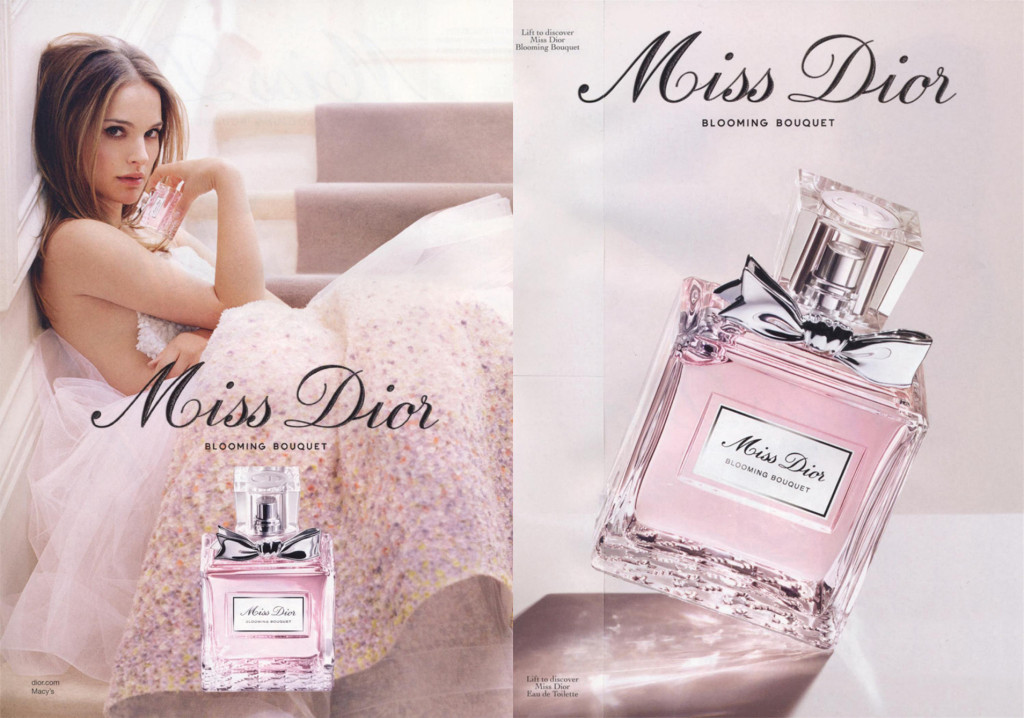 Miss Dior
BLOOMING BOUQUET
Miss Dior
BLOOMING BOUQUET
dior.com
Macy's
Lift to discover
Miss Dior
Blooming Bouquet
Miss Dior
BLOOMING BOUQUET
Miss Dior
BLOOMING BOUQUET
Lift to discover
Miss Dior
Eau de Toilette